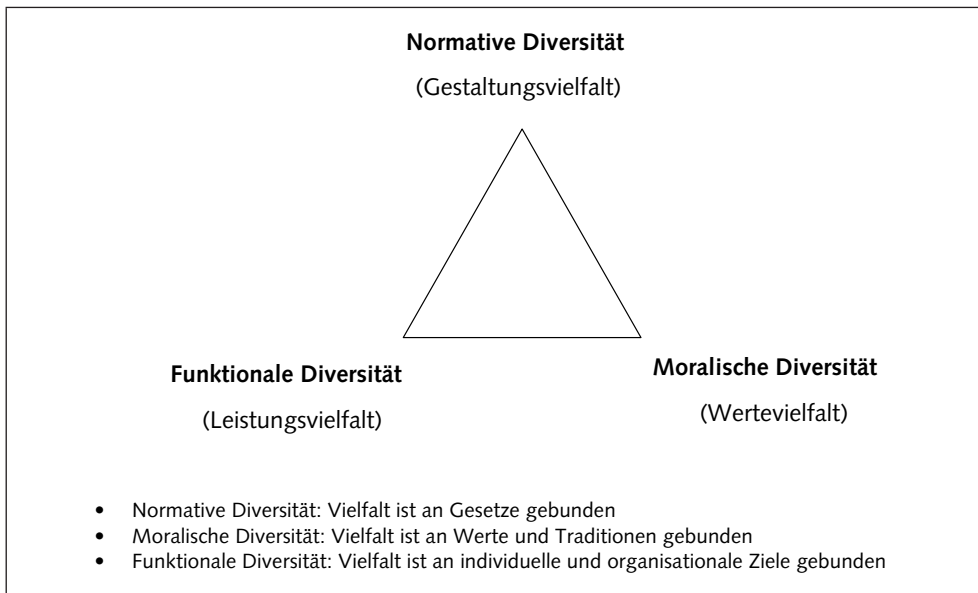 Normative Diversität
(Gestaltungsvielfalt)
Funktionale Diversität
(Leistungsvielfalt)
Moralische Diversität
(Wertevielfalt)
• Normative Diversität: Vielfalt ist an Gesetze gebunden
• Moralische Diversität: Vielfalt ist an Werte und Traditionen gebunden
• Funktionale Diversität: Vielfalt ist an individuelle und organisationale Ziele gebunden